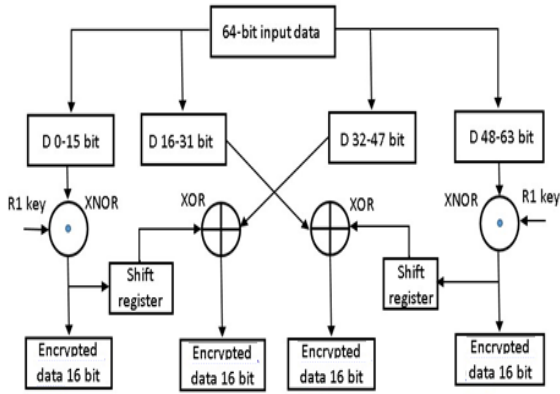 64-bit input data
D 0-15 bit
D 16-31 bit
D 32-47 bit
D 48-63 bit
R1 key
XNOR
XOR
XOR
XNOR
R1 key
Shift
register
Shift
register
Encrypted
data 16 bit
Encrypted
data 16 bit
Encrypted
data 16 bit
Encrypted
data 16 bit